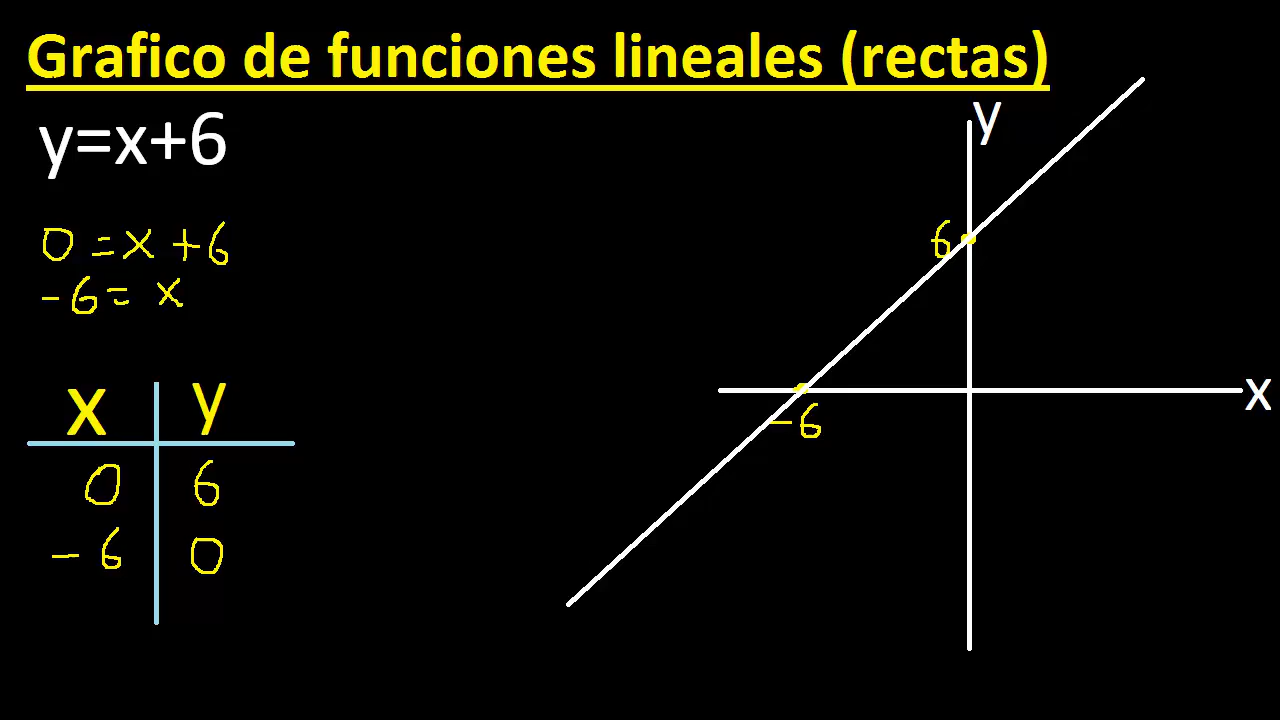 Grafico de funciones lineales (rectas)
y=x+6
0=x+6
-6=x
x y
0 6
-6 0
y
6
x
-6